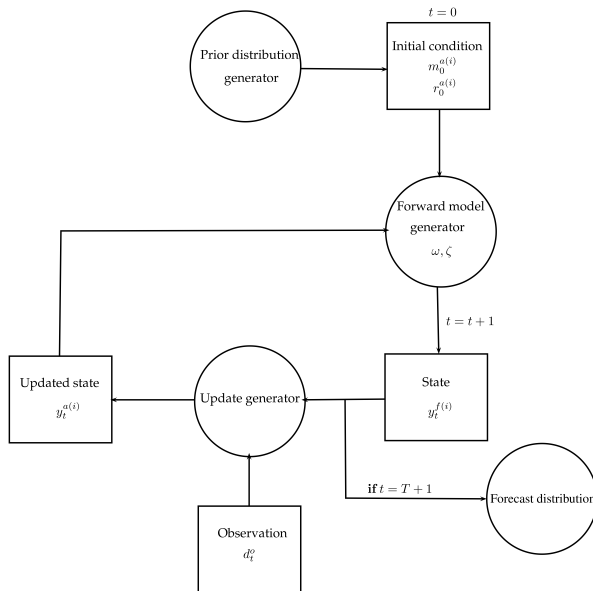 t = 0
Prior distribution
generator
Initial condition
m_0^{a(i)}
r_0^{a(i)}
Forward model
generator
ω, ζ
t = t + 1
Updated state
y_t^{a(i)}
Update generator
State
y_t^{f(i)}
if t = T + 1
Forecast distribution
Observation
d_t^o